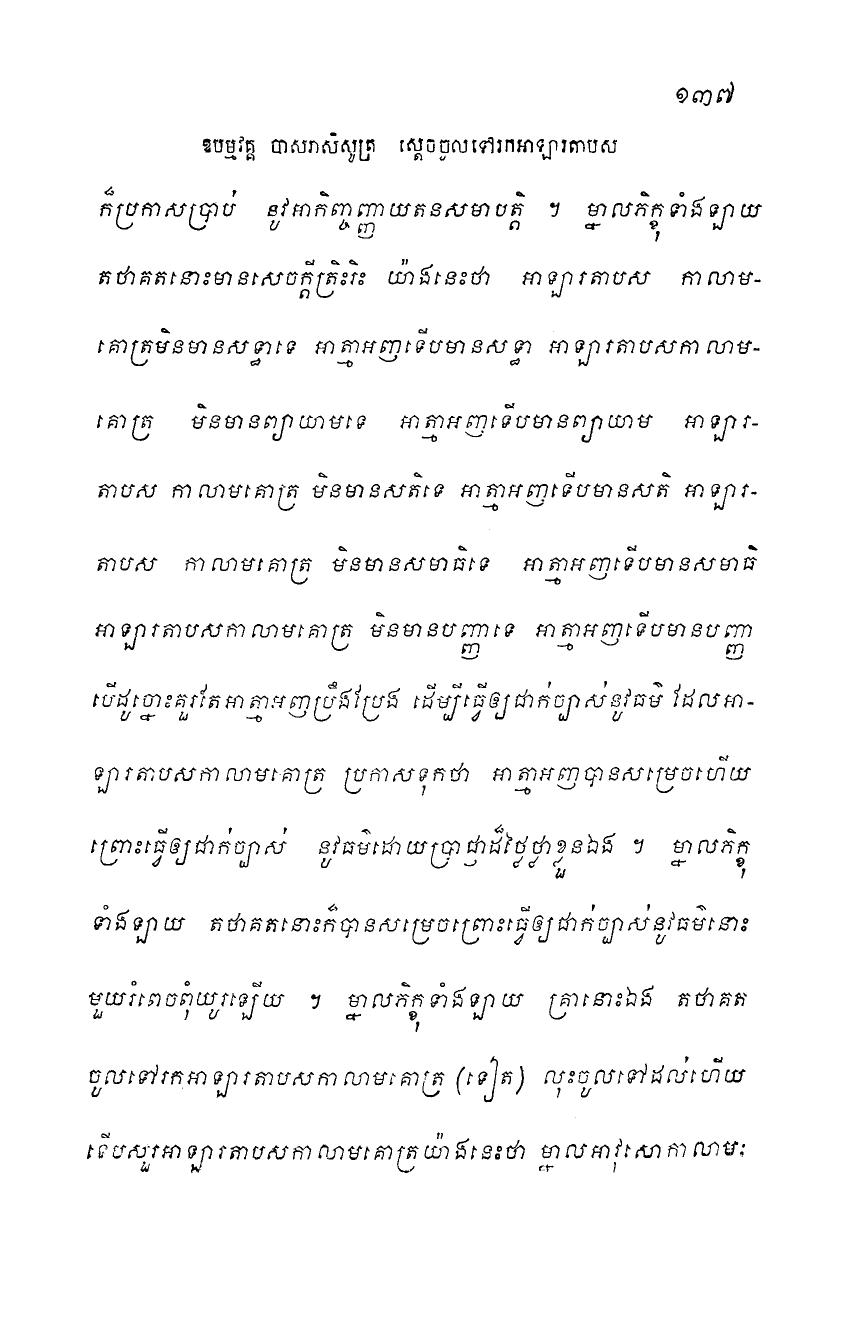 ១៣៧
ឧបម្មវគ្គ បាសរាសិសូត្រ ស្តេចចូលទៅរកអាឡារតាបស
ក៏ប្រកាសប្រាប់ នូវអាកិញ្ចញ្ញាយតនសមាបត្តិ ។ ម្នាលភិក្ខុទាំងឡាយ
តថាគតនោះមានសេចក្តីត្រិះរិះ យ៉ាងនេះថា អាឡារតាបស កាលាម-
គោត្រមិនមានសទ្ធាទេ អាត្មាអញទើបមានសទ្ធា អាឡារតាបសកាលាម-
គោត្រ មិនមានព្យាយាមទេ អាត្មាអញទើបមានព្យាយាម អាឡារ-
តាបស កាលាមគោត្រ មិនមានសតិទេ អាត្មាអញទើបមានសតិ អាឡារ-
តាបស កាលាមគោត្រ មិនមានសមាធិទេ អាត្មាអញទើបមានសមាធិ
អាឡារតាបសកាលាមគោត្រ មិនមានបញ្ញាទេ អាត្មាអញទើបមានបញ្ញា
បើដូច្នោះគួរតែអាត្មាអញប្រឹងប្រែង ដើម្បីធ្វើឲ្យជាក់ច្បាស់នូវធម៌ ដែលអា-
ឡារតាបសកាលាមគោត្រ ប្រកាសទុកថា អាត្មាអញបានសម្រេចហើយ
ព្រោះធ្វើឲ្យជាក់ច្បាស់ នូវធម៌ដោយប្រាជ្ញាដ៏ថ្លៃថ្លាខ្លួនឯង ។ ម្នាលភិក្ខុ
ទាំងឡាយ តថាគតនោះក៏បានសម្រេចព្រោះធ្វើឲ្យជាក់ច្បាស់នូវធម៌នោះ
មួយរំពេចពុំយូរឡើយ ។ ម្នាលភិក្ខុទាំងឡាយ គ្រានោះឯង តថាគត
ចូលទៅរកអាឡារតាបសកាលាមគោត្រ (ទៀត) លុះចូលទៅដល់ហើយ
ទើបសួរអាឡារតាបសកាលាមគោត្រយ៉ាងនេះថា ម្នាលអាវុសោកាលាមៈ